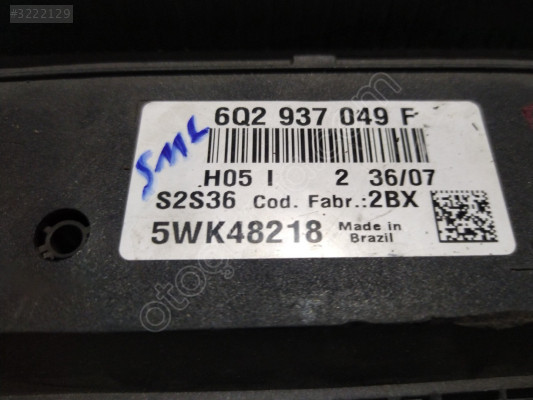 #3222129
6Q2 937 049 F
SML
H05 I 2 36/07
S2S36 Cod. Fabr.:2BX
5WK48218 Made in
Brazil